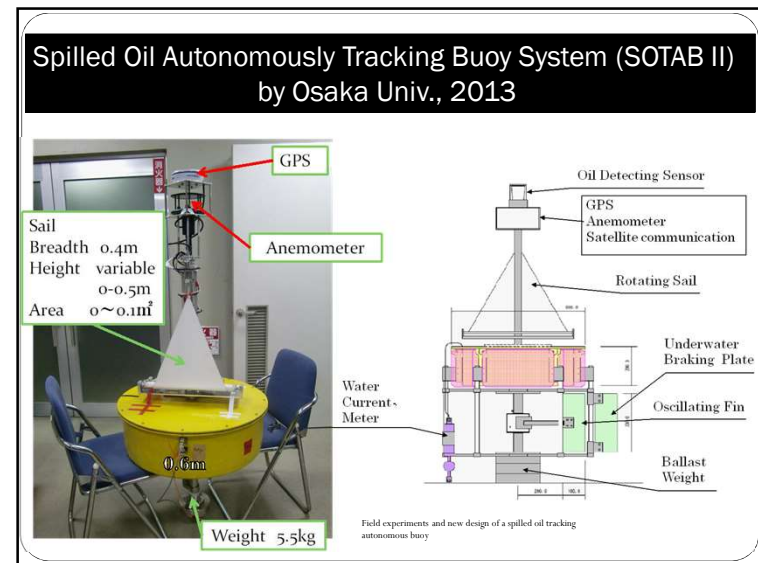 Spilled Oil Autonomously Tracking Buoy System (SOTAB II)
by Osaka Univ., 2013
消火器
GPS
Anemometer
Sail
Breadth 0.4m
Height variable
0-0.5m
Area 0～0.1㎡
0.6m
Weight 5.5kg
Oil Detecting Sensor
GPS
Anemometer
Satellite communication
Rotating Sail
Underwater
Braking Plate
Water
Current
Meter
Oscillating Fin
Ballast
Weight
Field experiments and new design of a spilled oil tracking
autonomous buoy